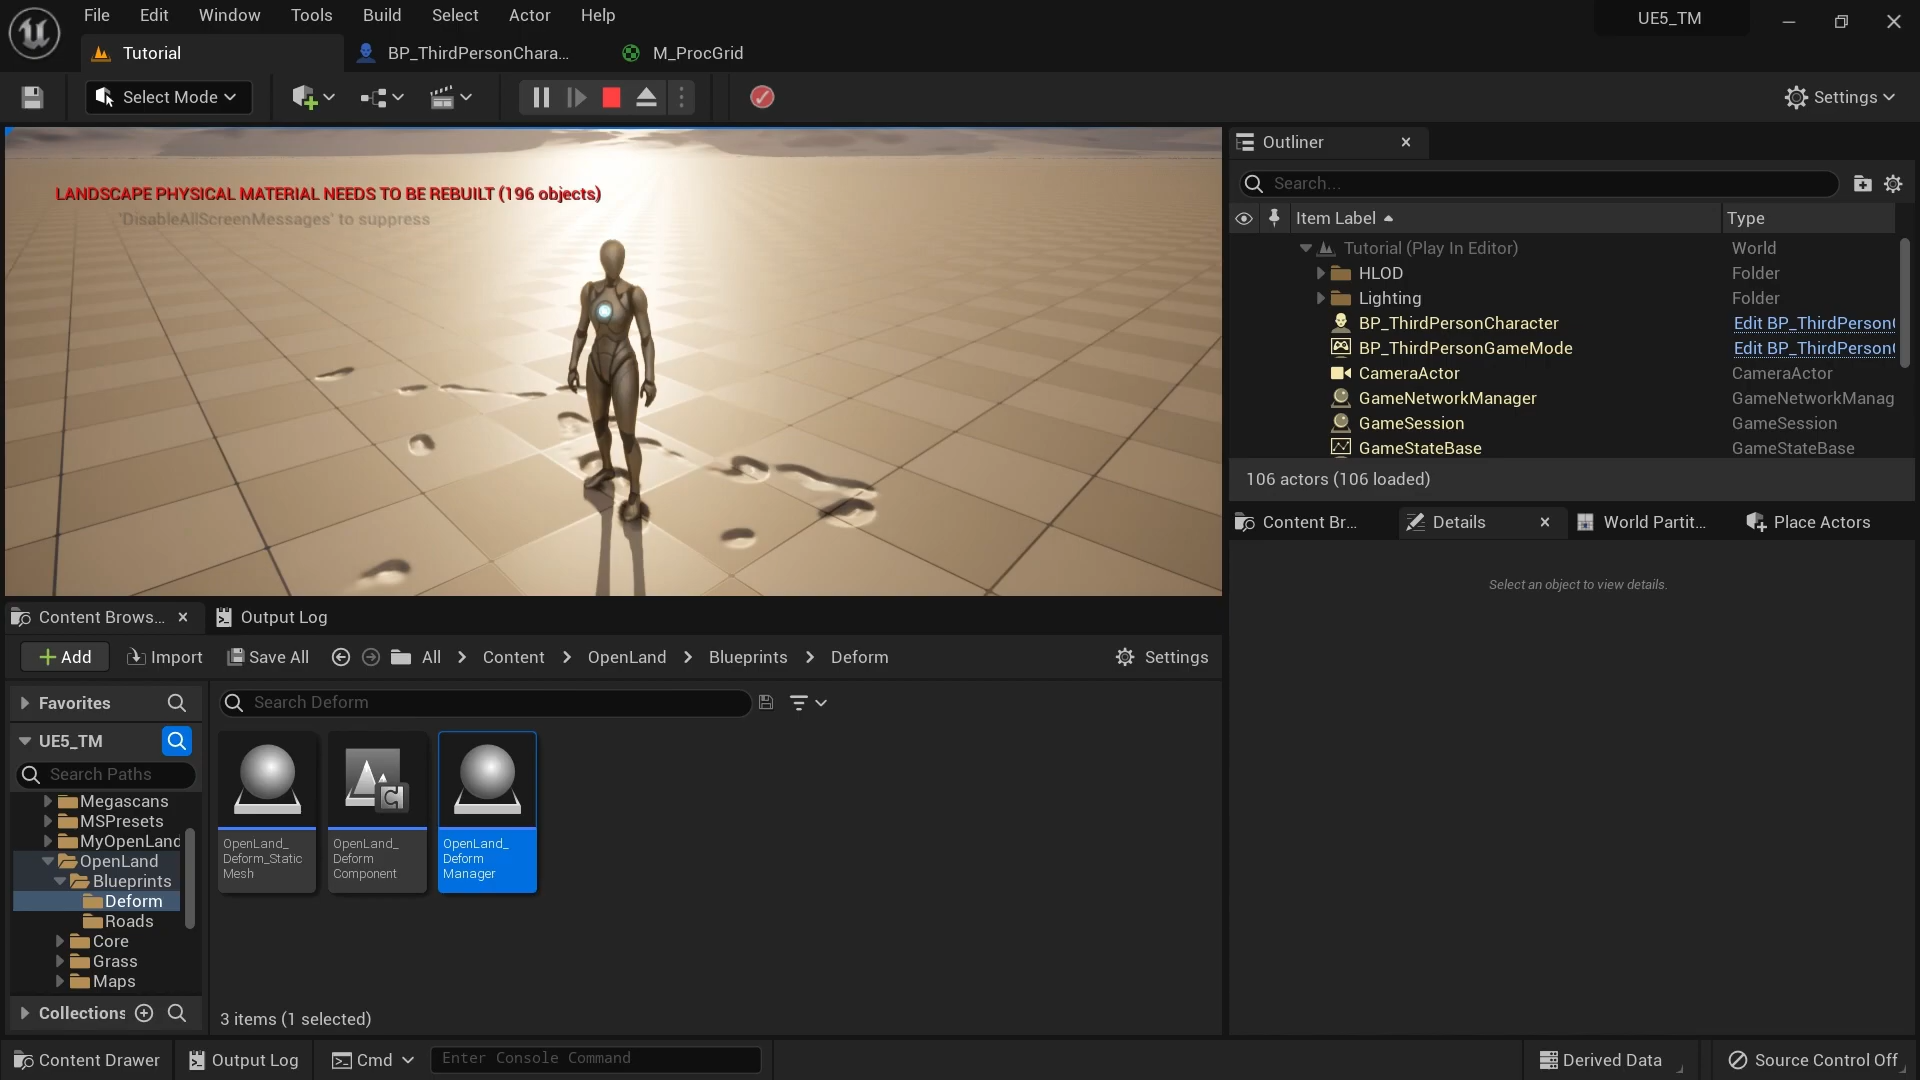 File Edit Window Tools Build Select Actor Help
UE5_TM
Tutorial
BP_ThirdPersonChara...
M_ProcGrid
Select Mode
Settings
LANDSCAPE PHYSICAL MATERIAL NEEDS TO BE REBUILT (196 objects)
'DisableAllScreenMessages' to suppress
Outliner
Search...
Item Label Type
Tutorial (Play In Editor) World
HLOD Folder
Lighting Folder
BP_ThirdPersonCharacter Edit BP_ThirdPerson
BP_ThirdPersonGameMode Edit BP_ThirdPerson
CameraActor CameraActor
GameNetworkManager GameNetworkManag
GameSession GameSession
GameStateBase GameStateBase
106 actors (106 loaded)
Content Br... Details World Partit... Place Actors
Select an object to view details.
Content Brows... Output Log
Add Import Save All All Content OpenLand Blueprints Deform Settings
Favorites
UE5_TM
Search Paths
Megascans
MSPresets
MyOpenLand
OpenLand
Blueprints
Deform
Roads
Core
Grass
Maps
Collections
Search Deform
OpenLand_
Deform_Static
Mesh
OpenLand_
Deform
Component
OpenLand_
Deform
Manager
3 items (1 selected)
Content Drawer Output Log Cmd Enter Console Command Derived Data Source Control Off